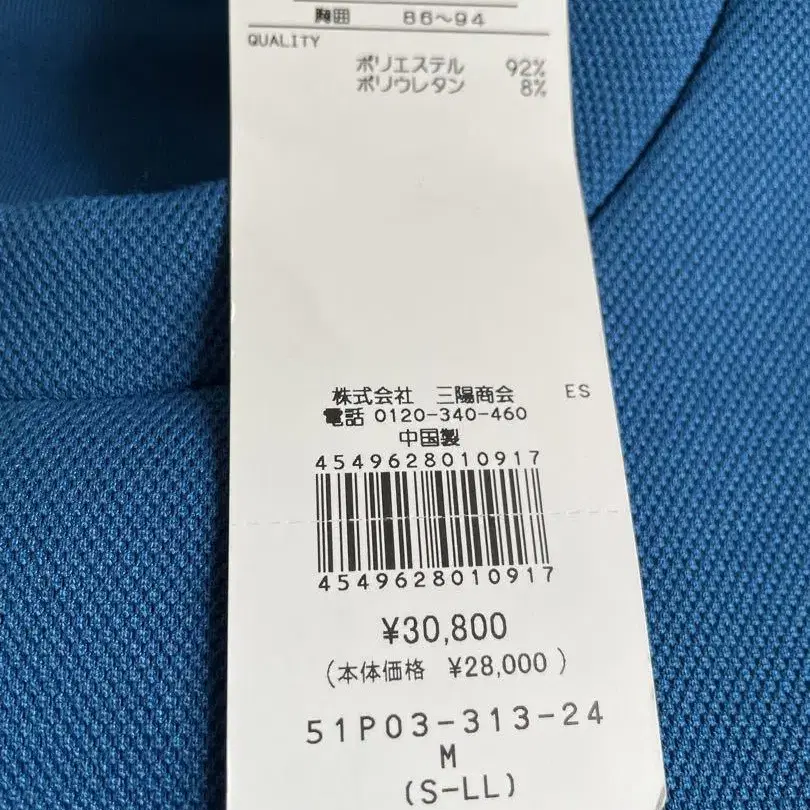 胸囲 86～94
QUALITY
ポリエステル 92%
ポリウレタン 8%
株式会社 三陽商会 ES
電話 0120-340-460
中国製
4549628010917
4549628010917
¥30,800
(本体価格 ¥28,000)
51P03-313-24
M
(S-LL)